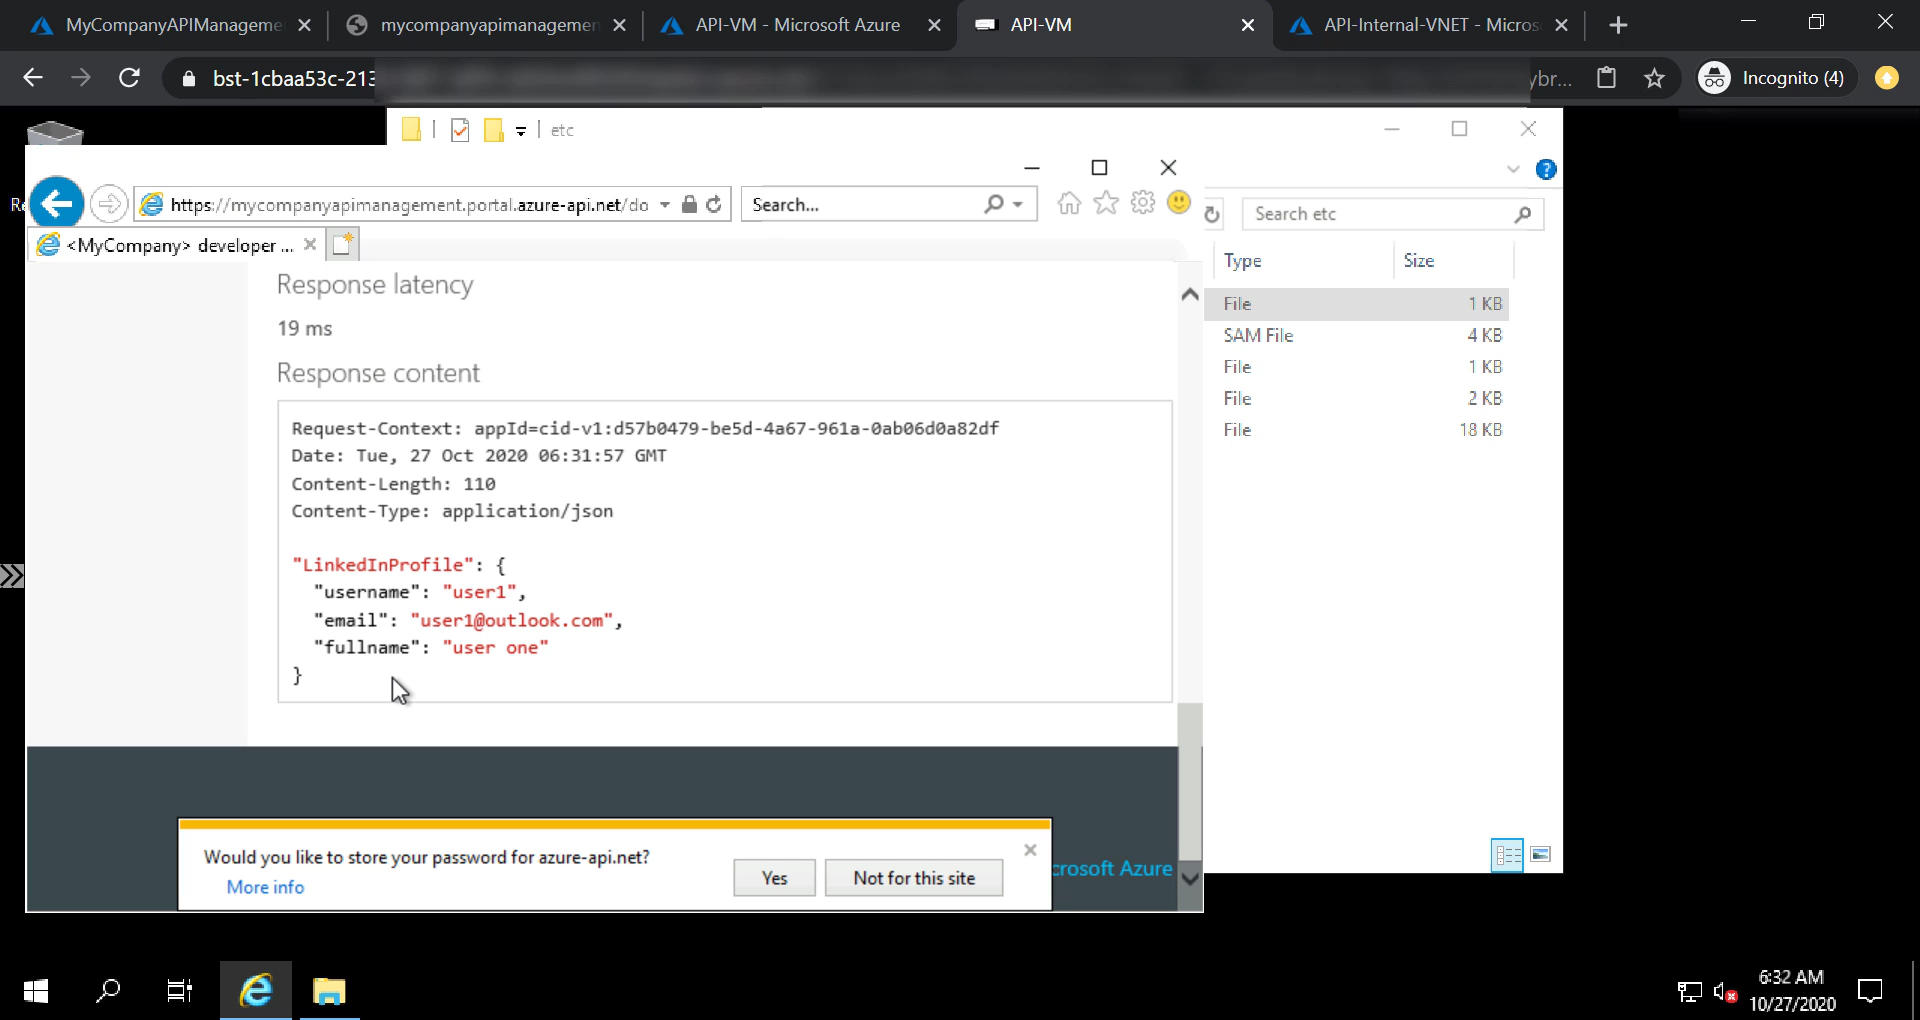 MyCompanyAPIManageme
mycompanyapimanagemen
API-VM - Microsoft Azure
API-VM
API-Internal-VNET - Micros
bst-1cbaa53c-213
ybr...
Incognito (4)
etc
https://mycompanyapimanagement.portal.azure-api.net/do
Search...
Search etc
<MyCompany> developer ...
Type Size
File 1 KB
SAM File 4 KB
File 1 KB
File 2 KB
File 18 KB
Response latency
19 ms
Response content
Request-Context: appId=cid-v1:d57b0479-be5d-4a67-961a-0ab06d0a82df
Date: Tue, 27 Oct 2020 06:31:57 GMT
Content-Length: 110
Content-Type: application/json
"LinkedInProfile": {
"username": "user1",
"email": "user1@outlook.com",
"fullname": "user one"
}
Would you like to store your password for azure-api.net?
More info
Yes
Not for this site
crosoft Azure
6:32 AM
10/27/2020